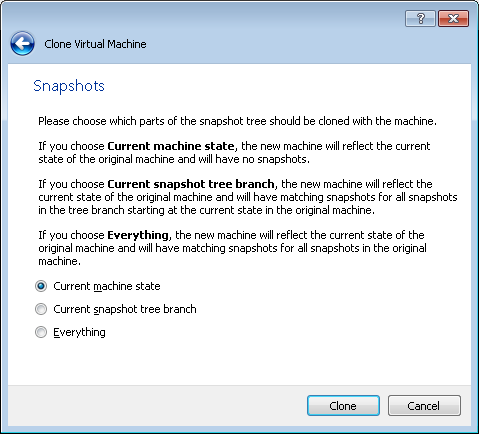 Clone Virtual Machine
Snapshots
Please choose which parts of the snapshot tree should be cloned with the machine.
If you choose Current machine state, the new machine will reflect the current
state of the original machine and will have no snapshots.
If you choose Current snapshot tree branch, the new machine will reflect the
current state of the original machine and will have matching snapshots for all snapshots
in the tree branch starting at the current state in the original machine.
If you choose Everything, the new machine will reflect the current state of the
original machine and will have matching snapshots for all snapshots in the original
machine.
Current machine state
Current snapshot tree branch
Everything
Clone
Cancel